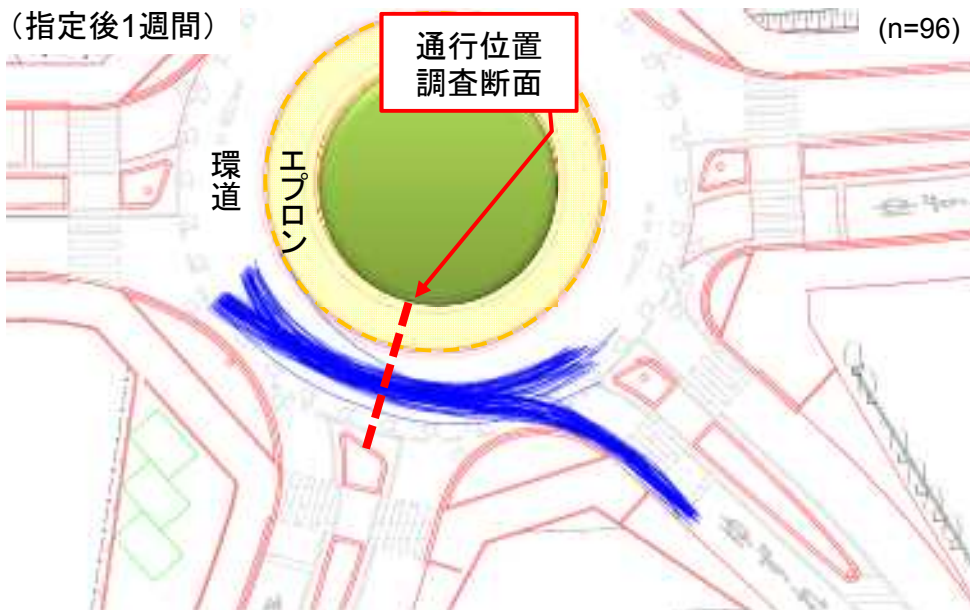 （指定後1週間）
(n=96)
通行位置
調査断面
環道
エプロン